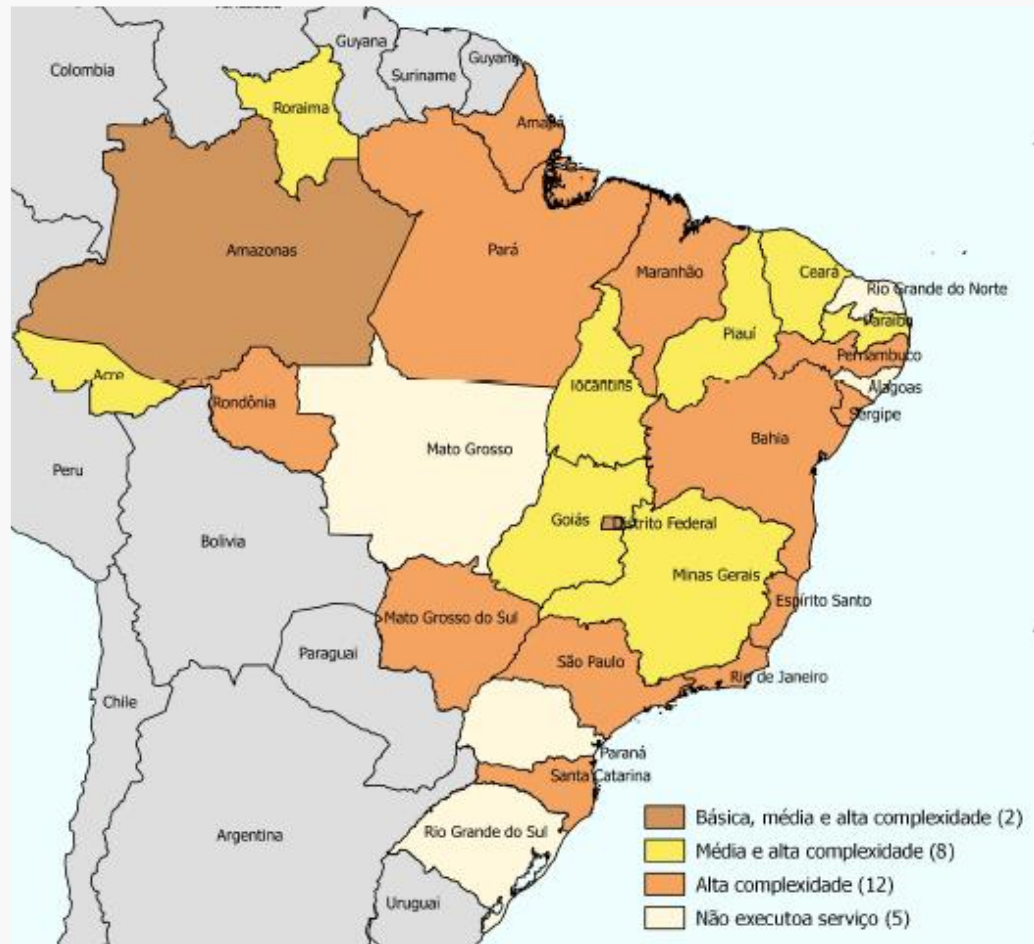 Guyana
Guyane
Suriname
Colombia
Roraima
Amapá
Amazonas
Pará
Maranhão
Ceará
Rio Grande do Norte
Piauí
Paraíba
Pernambuco
Acre
Tocantins
Alagoas
Rondônia
Sergipe
Bahia
Mato Grosso
Peru
Goiás
Distrito Federal
Bolivia
Minas Gerais
Espírito Santo
Mato Grosso do Sul
Paraguai
São Paulo
Rio de Janeiro
Chile
Paraná
Santa Catarina
Argentina
Rio Grande do Sul
Uruguai
Básica, média e alta complexidade (2)
Média e alta complexidade (8)
Alta complexidade (12)
Não executoa serviço (5)